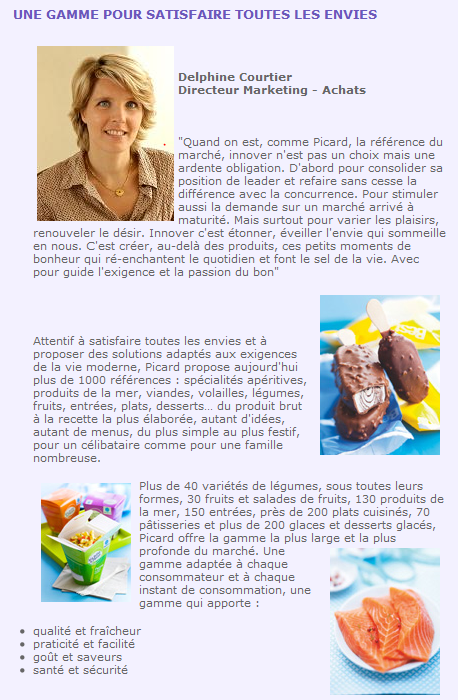 UNE GAMME POUR SATISFAIRE TOUTES LES ENVIES
Delphine Courtier
Directeur Marketing - Achats
"Quand on est, comme Picard, la référence du
marché, innover n'est pas un choix mais une
ardente obligation. D'abord pour consolider sa
position de leader et refaire sans cesse la
différence avec la concurrence. Pour stimuler
aussi la demande sur un marché arrivé à
maturité. Mais surtout pour varier les plaisirs,
renouveler le désir. Innover c'est étonner, éveiller l'envie qui sommeille
en nous. C'est créer, au-delà des produits, ces petits moments de
bonheur qui ré-enchantent le quotidien et font le sel de la vie. Avec
pour guide l'exigence et la passion du bon"
Attentif à satisfaire toutes les envies et à
proposer des solutions adaptés aux exigences
de la vie moderne, Picard propose aujourd'hui
plus de 1000 références : spécialités apéritives,
produits de la mer, viandes, volailles, légumes,
fruits, entrées, plats, desserts... du produit brut
à la recette la plus élaborée, autant d'idées,
autant de menus, du plus simple au plus festif,
pour un célibataire comme pour une famille
nombreuse.
Plus de 40 variétés de légumes, sous toutes leurs
formes, 30 fruits et salades de fruits, 130 produits de
la mer, 150 entrées, près de 200 plats cuisinés, 70
pâtisseries et plus de 200 glaces et desserts glacés,
Picard offre la gamme la plus large et la plus
profonde du marché. Une
gamme adaptée à chaque
consommateur et à chaque
instant de consommation, une
gamme qui apporte :
• qualité et fraîcheur
• praticité et facilité
• goût et saveurs
• santé et sécurité